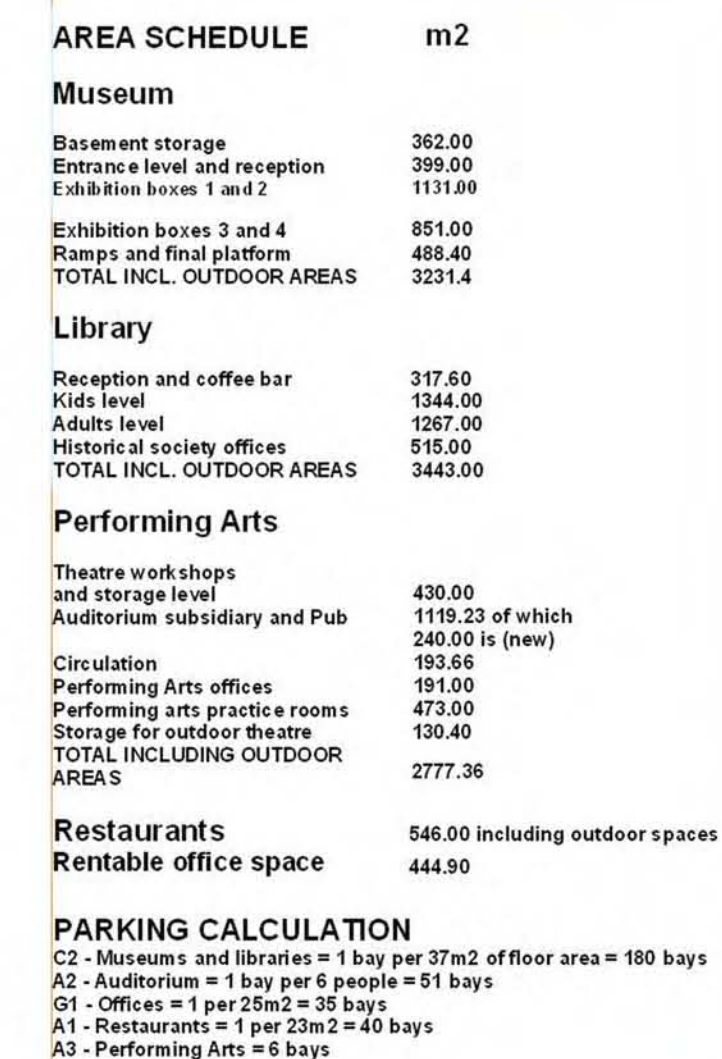 AREA SCHEDULE m2
Museum
Basement storage 362.00
Entrance level and reception 399.00
Exhibition boxes 1 and 2 1131.00
Exhibition boxes 3 and 4 851.00
Ramps and final platform 488.40
TOTAL INCL. OUTDOOR AREAS 3231.4
Library
Reception and coffee bar 317.60
Kids level 1344.00
Adults level 1267.00
Historical society offices 515.00
TOTAL INCL. OUTDOOR AREAS 3443.00
Performing Arts
Theatre workshops
and storage level 430.00
Auditorium subsidiary and Pub 1119.23 of which
240.00 is (new)
Circulation 193.66
Performing Arts offices 191.00
Performing arts practice rooms 473.00
Storage for outdoor theatre 130.40
TOTAL INCLUDING OUTDOOR
AREAS 2777.36
Restaurants 546.00 including outdoor spaces
Rentable office space 444.90
PARKING CALCULATION
C2 - Museums and libraries = 1 bay per 37m2 of floor area = 180 bays
A2 - Auditorium = 1 bay per 6 people = 51 bays
G1 - Offices = 1 per 25m2 = 35 bays
A1 - Restaurants = 1 per 23m2 = 40 bays
A3 - Performing Arts = 6 bays